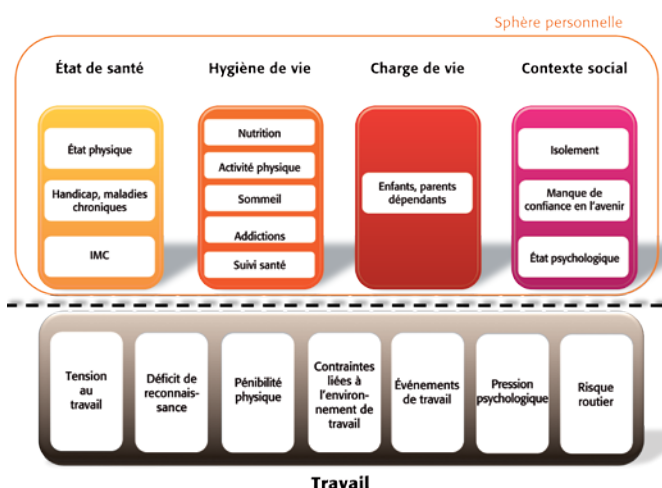 Sphère personnelle
État de santé
Hygiène de vie
Charge de vie
Contexte social
État physique
Handicap, maladies
chroniques
IMC
Nutrition
Activité physique
Sommeil
Addictions
Suivi santé
Enfants, parents
dépendants
Isolement
Manque de
confiance en l'avenir
État psychologique
Tension
au
travail
Déficit de
reconnais-
sance
Pénibilité
physique
Contraintes
liées à
l'environ-
nement de
travail
Événements
de travail
Pression
psychologique
Risque
routier
Travail